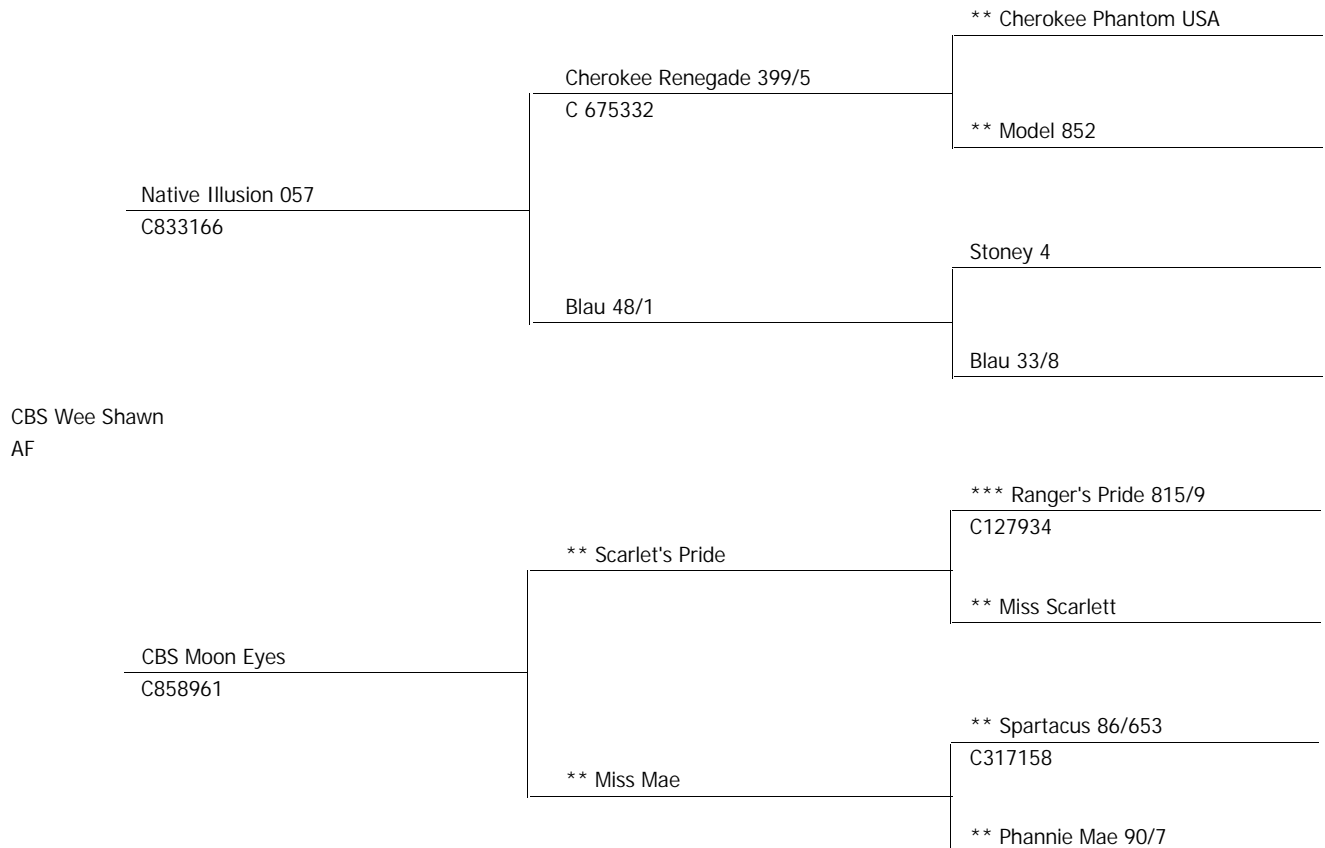 ** Cherokee Phantom USA
Cherokee Renegade 399/5
C 675332
** Model 852
Native Illusion 057
C833166
Stoney 4
Blau 48/1
Blau 33/8
CBS Wee Shawn
AF
*** Ranger's Pride 815/9
C127934
** Scarlet's Pride
** Miss Scarlett
CBS Moon Eyes
C858961
** Spartacus 86/653
C317158
** Miss Mae
** Phannie Mae 90/7